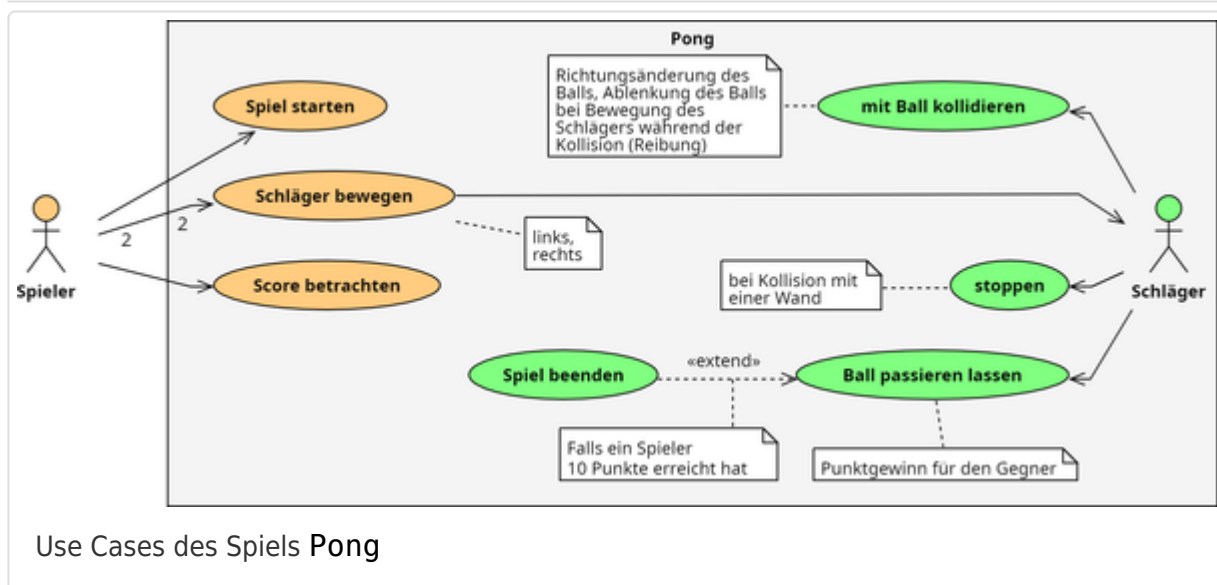 Pong
Richtungsänderung des
Balls, Ablenkung des Balls
bei Bewegung des
Schlägers während der
Kollision (Reibung)
Spiel starten
mit Ball kollidieren
Schläger bewegen
2
2
links,
rechts
Spieler
Score betrachten
bei Kollision mit
einer Wand
stoppen
Schläger
Spiel beenden
«extend»
Ball passieren lassen
Falls ein Spieler
10 Punkte erreicht hat
Punktgewinn für den Gegner
Use Cases des Spiels Pong